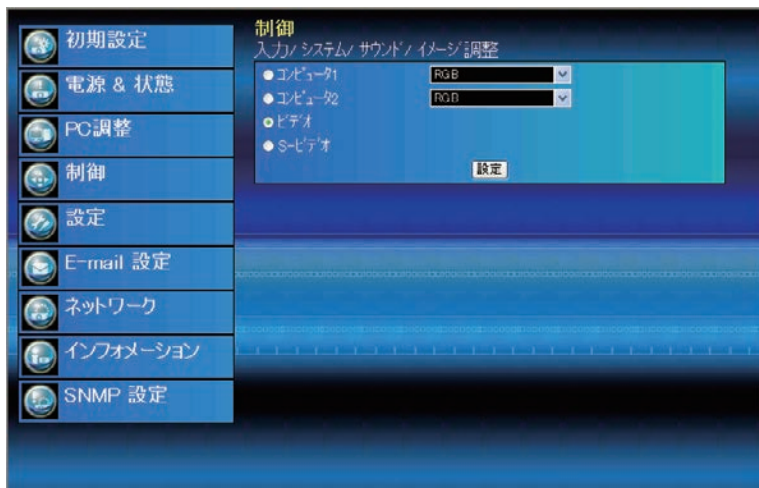 初期設定
電源 & 状態
PC調整
制御
設定
E-mail 設定
ネットワーク
インフォメーション
SNMP 設定
制御
入力/ システム/ サウンド/ イメージ調整
コンピュータ1 RGB
コンピュータ2 RGB
ビデオ
S-ビデオ
設定